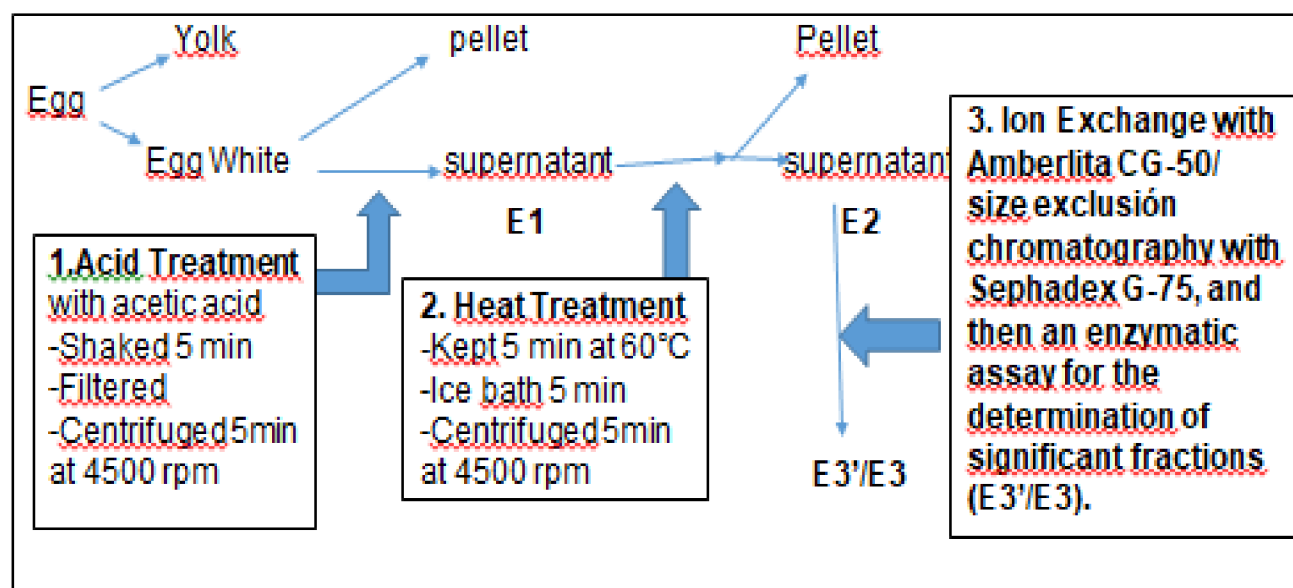 Yolk
pellet
Pellet
Egg
Egg White
supernatant
supernatant
E1
E2
1.Acid Treatment
with acetic acid
-Shaked 5 min
-Filtered
-Centrifuged 5min
at 4500 rpm
2. Heat Treatment
-Kept 5 min at 60°C
-Ice bath 5 min
-Centrifuged 5min
at 4500 rpm
E3'/E3
3. Ion Exchange with
Amberlita CG-50/
size exclusión
chromatography with
Sephadex G-75, and
then an enzymatic
assay for the
determination of
significant fractions
(E3'/E3).